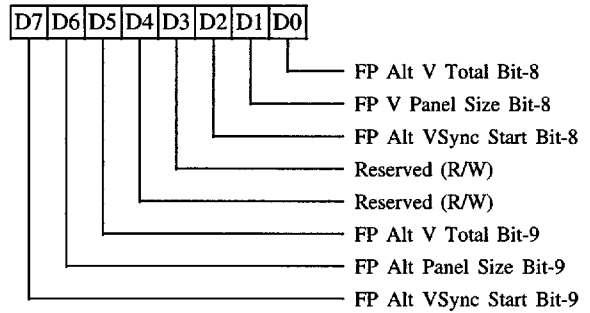 D7 D6 D5 D4 D3 D2 D1 D0
FP Alt V Total Bit-8
FP V Panel Size Bit-8
FP Alt VSync Start Bit-8
Reserved (R/W)
Reserved (R/W)
FP Alt V Total Bit-9
FP Alt Panel Size Bit-9
FP Alt VSync Start Bit-9